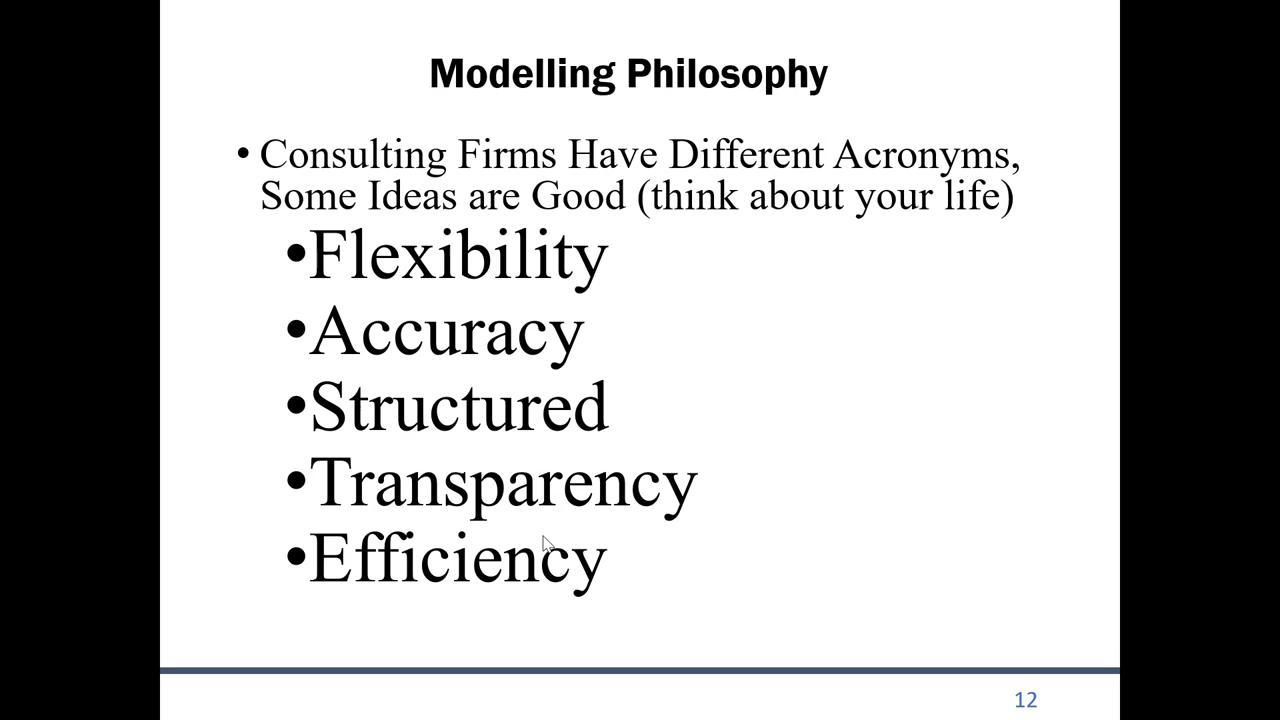 Modelling Philosophy
• Consulting Firms Have Different Acronyms,
Some Ideas are Good (think about your life)
•Flexibility
•Accuracy
•Structured
•Transparency
•Efficiency
12